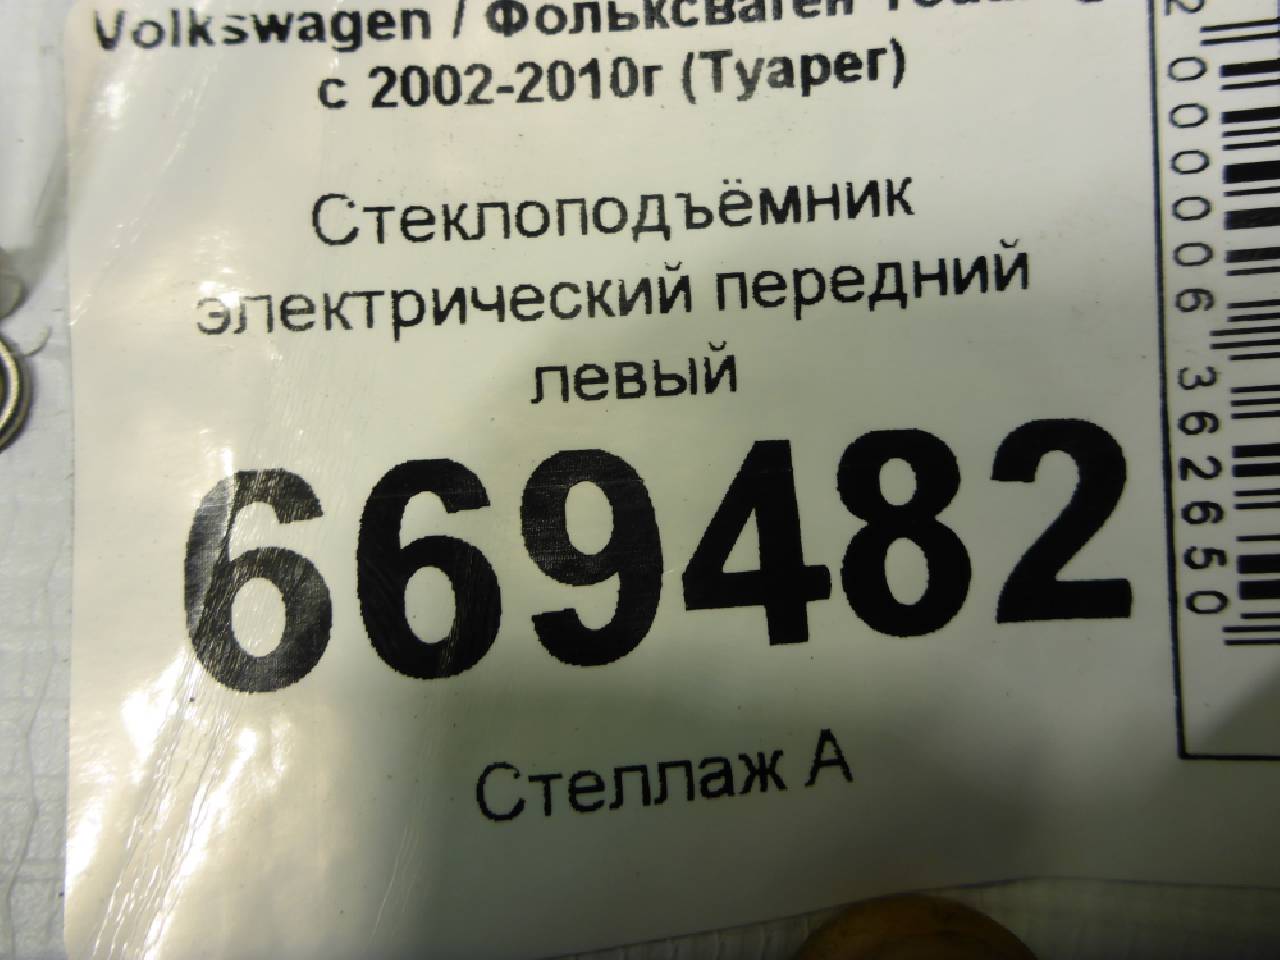 Volkswagen / Фольксваген
с 2002-2010г (Туарег)
Стеклоподъёмник
электрический передний
левый
669482
Стеллаж А
2000006362650